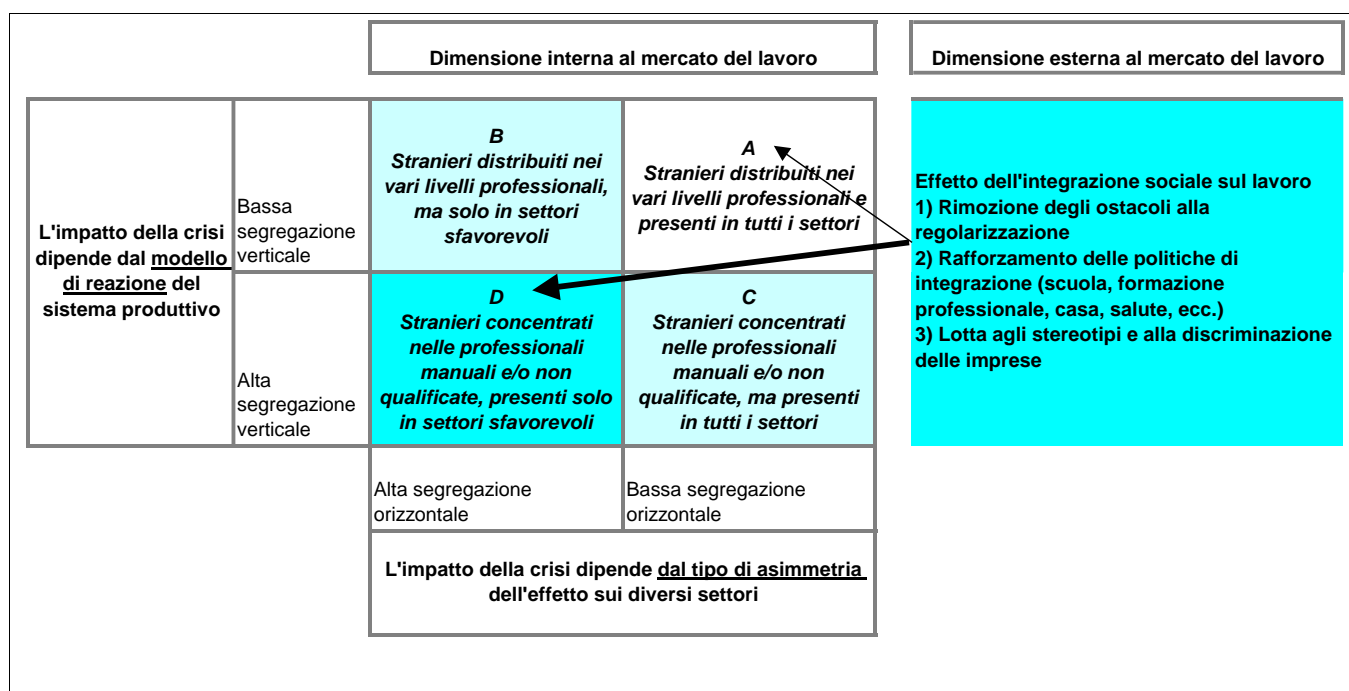 Dimensione interna al mercato del lavoro
Dimensione esterna al mercato del lavoro
L'impatto della crisi
dipende dal modello
di reazione del
sistema produttivo
Bassa
segregazione
verticale
B
Stranieri distribuiti nei
vari livelli professionali,
ma solo in settori
sfavorevoli
A
Stranieri distribuiti nei
vari livelli professionali e
presenti in tutti i settori
Effetto dell'integrazione sociale sul lavoro
1) Rimozione degli ostacoli alla
regolarizzazione
2) Rafforzamento delle politiche di
integrazione (scuola, formazione
professionale, casa, salute, ecc.)
3) Lotta agli stereotipi e alla discriminazione
delle imprese
Alta
segregazione
verticale
D
Stranieri concentrati
nelle professionali
manuali e/o non
qualificate, presenti solo
in settori sfavorevoli
C
Stranieri concentrati
nelle professionali
manuali e/o non
qualificate, ma presenti
in tutti i settori
Alta segregazione
orizzontale
Bassa segregazione
orizzontale
L'impatto della crisi dipende dal tipo di asimmetria
dell'effetto sui diversi settori